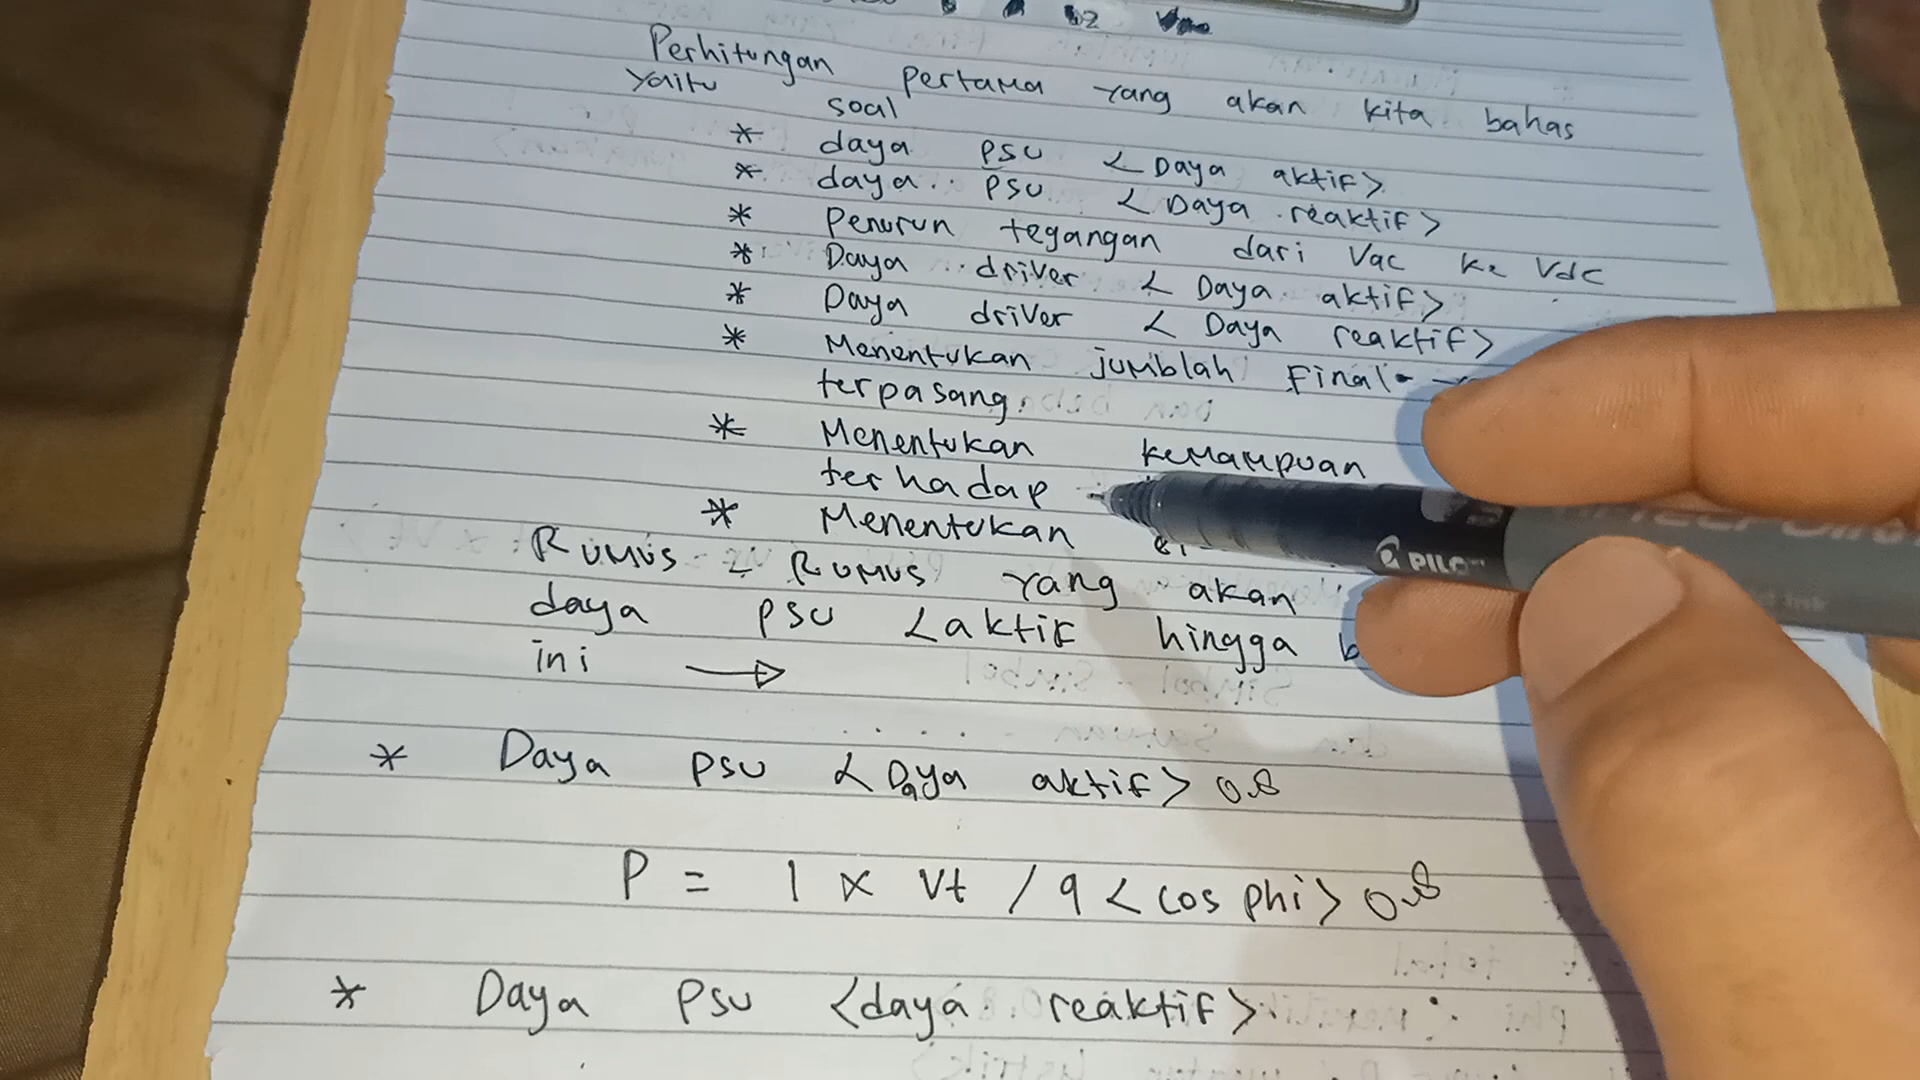 Perhitungan pertama yang akan kita bahas
yaitu soal
* daya psu < Daya aktif>
* daya psu < Daya reaktif>
* Penurun tegangan dari Vac ke Vdc
* Daya driver < Daya aktif>
* Daya driver < Daya reaktif>
* Menentukan jumblah Final
terpasang
* Menentukan kemampuan
terhadap
* Menentukan
Rumus - Rumus yang akan
daya psu <aktif hingga
ini →
* Daya psu < Daya aktif> 0.8
P = 1 x Vt / 9 < cos phi> 0.8
* Daya psu <daya reaktif> :
PILOT